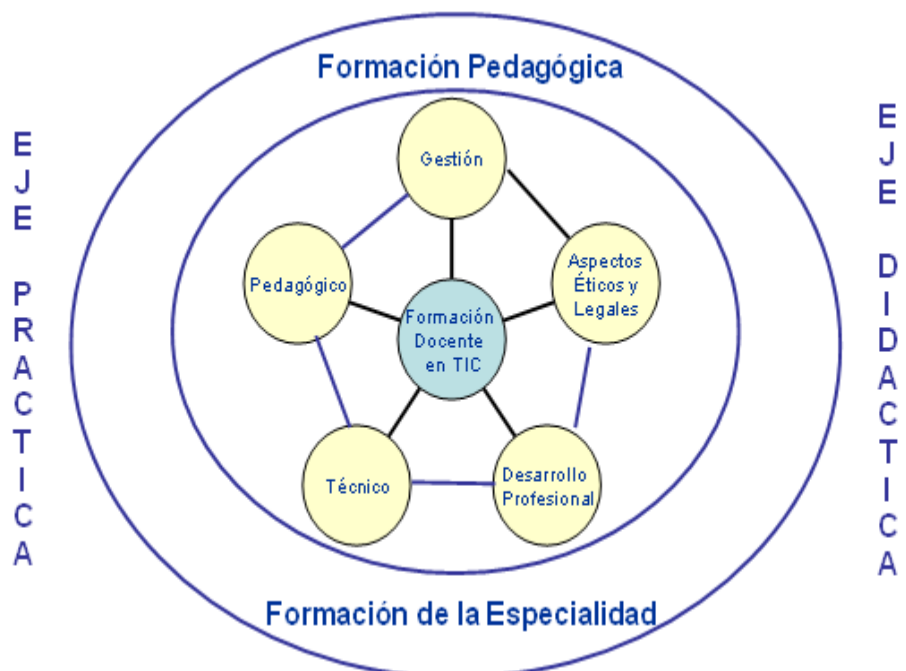 Formación Pedagógica
EJE PRACTICA
EJE DIDACTICA
Gestión
Pedagógico
Aspectos
Éticos y
Legales
Formación
Docente
en TIC
Técnico
Desarrollo
Profesional
Formación de la Especialidad